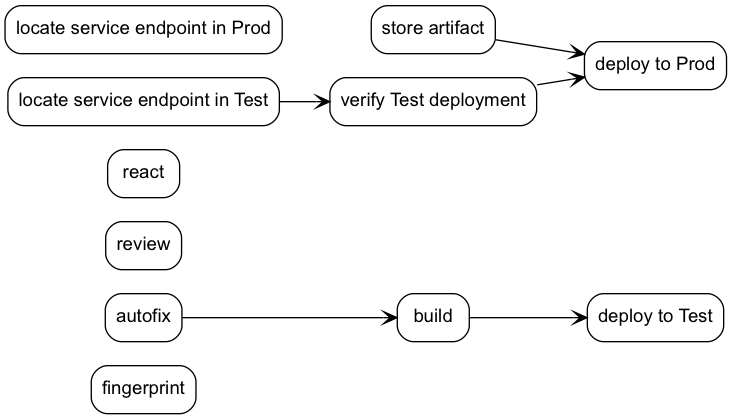 locate service endpoint in Prod
store artifact
deploy to Prod
locate service endpoint in Test
verify Test deployment
react
review
autofix
build
deploy to Test
fingerprint